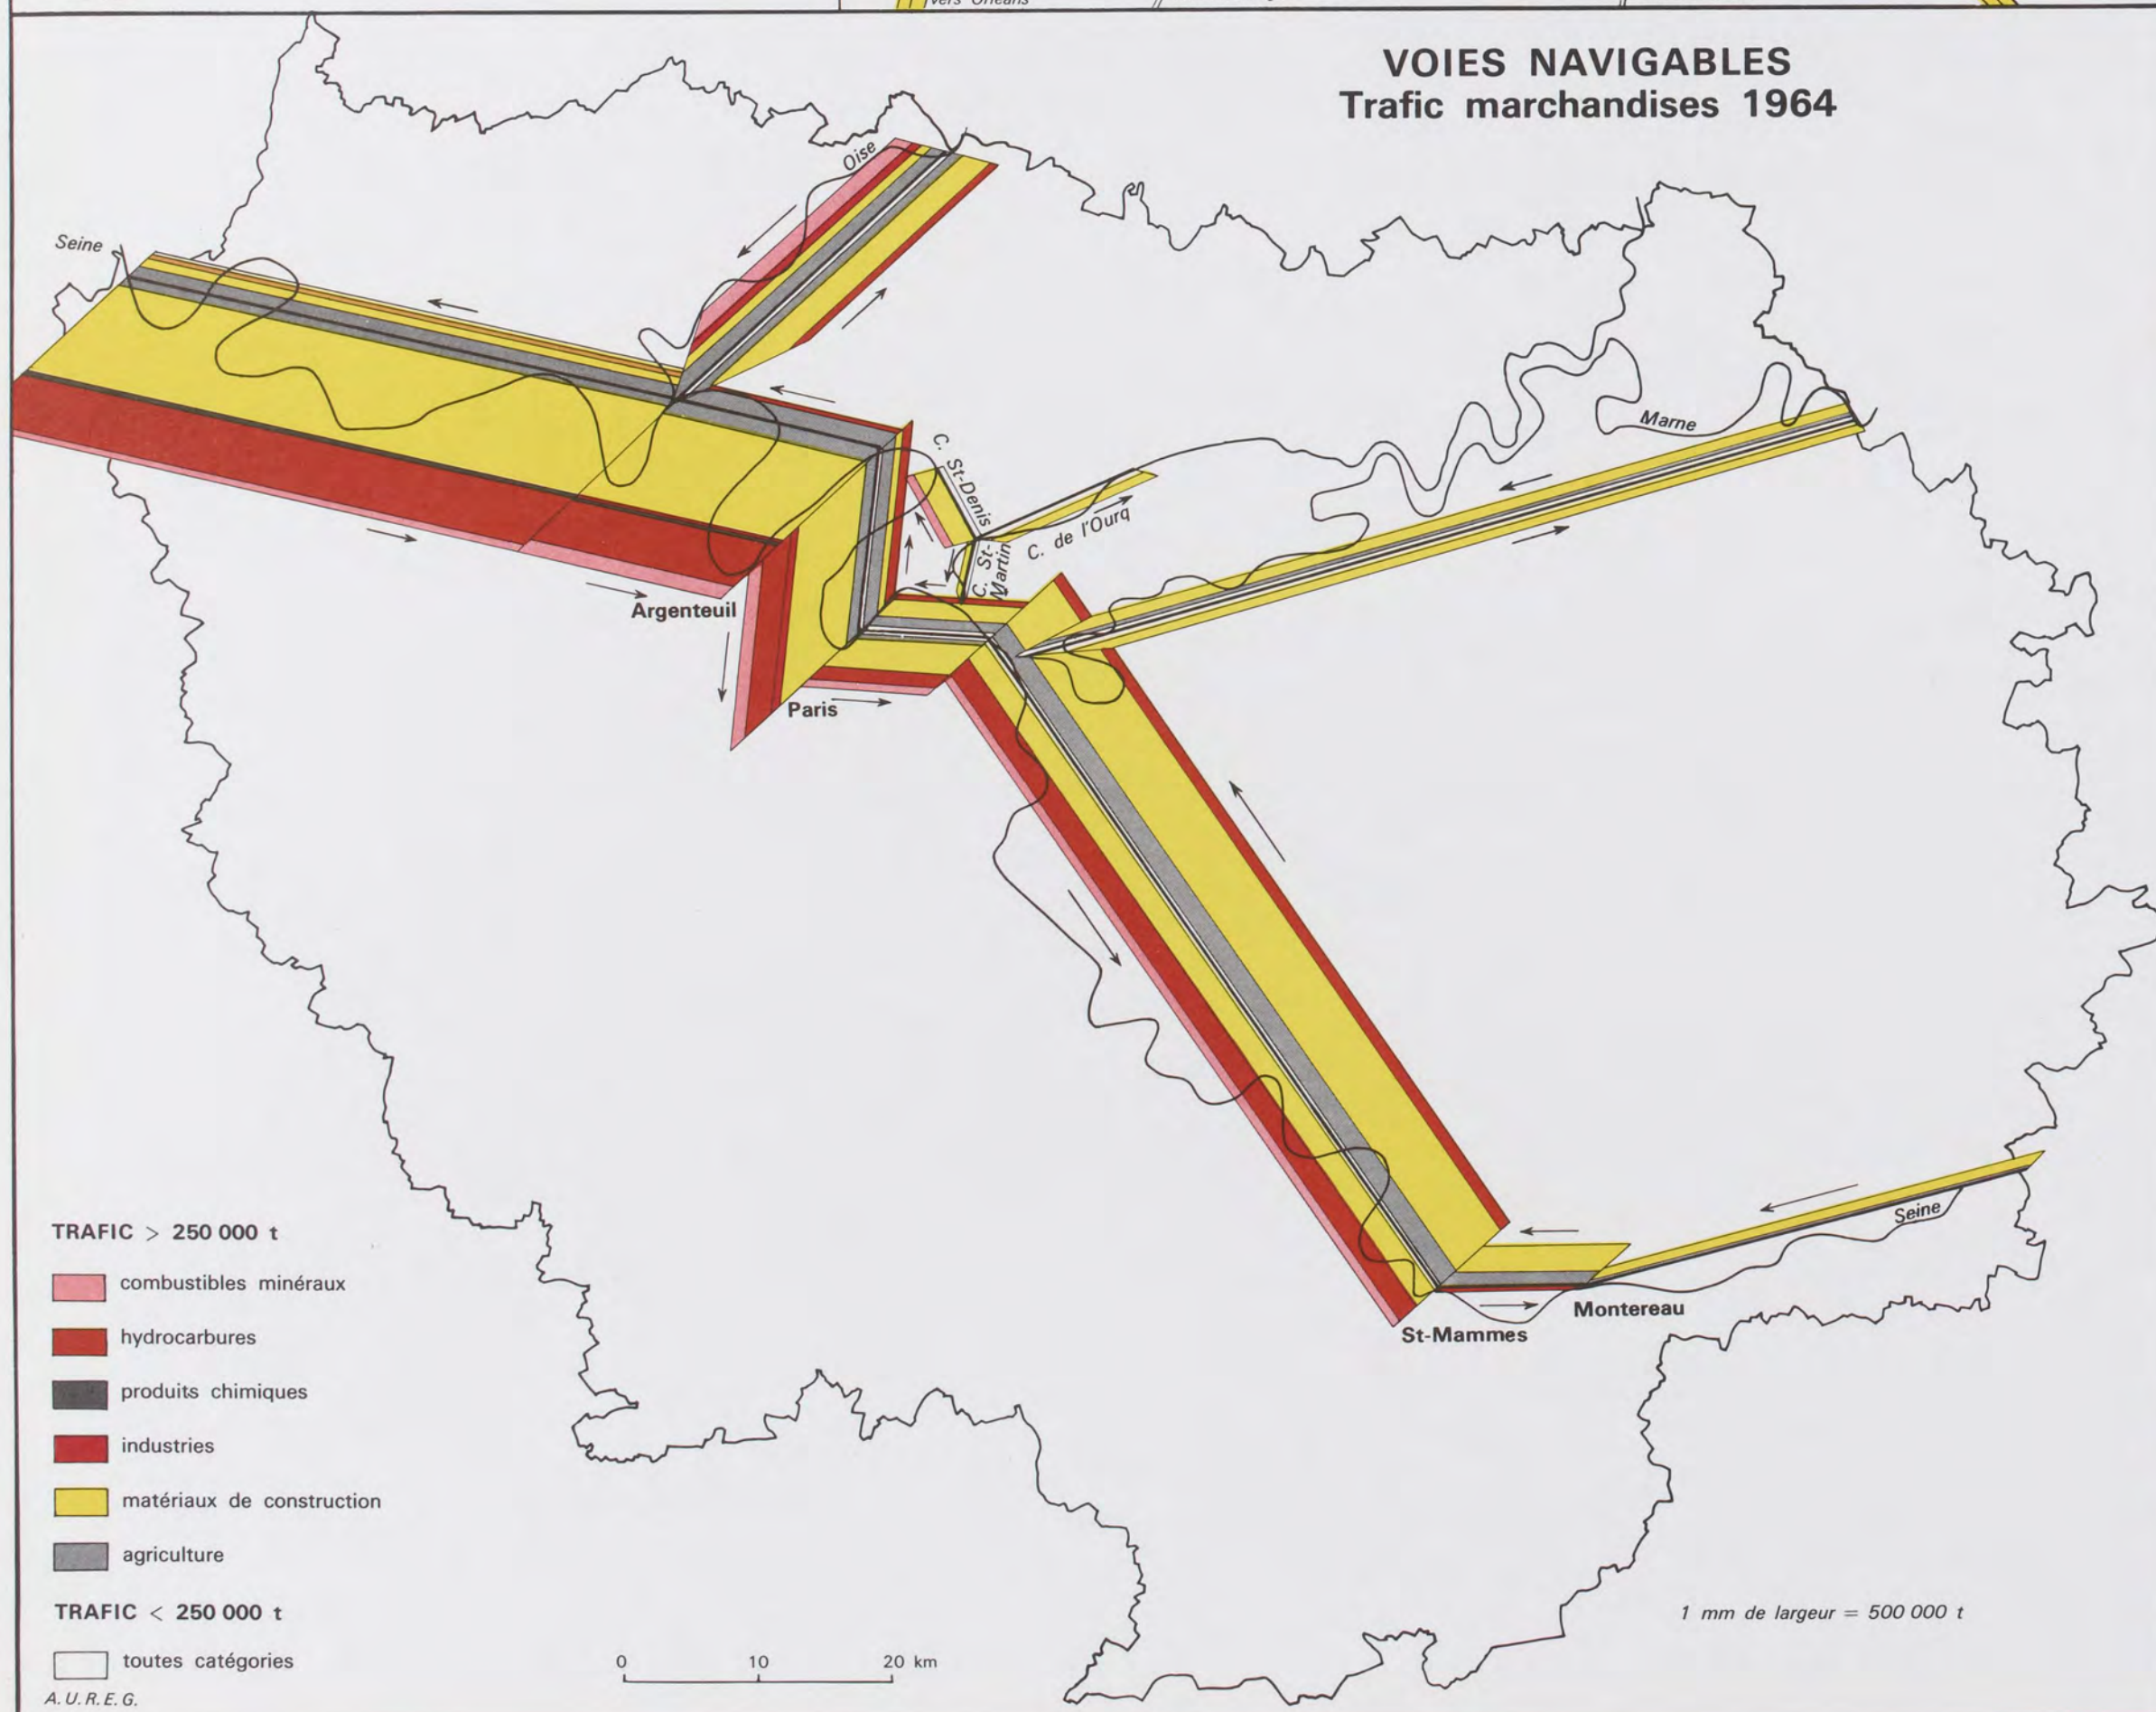 vers Orléans
VOIES NAVIGABLES
Trafic marchandises 1964
Oise
Seine
Marne
C. St-Denis
C. de l'Ourq
C. St-
Martin
Argenteuil
Paris
Seine
Montereau
St-Mammes
TRAFIC > 250 000 t
combustibles minéraux
hydrocarbures
produits chimiques
industries
matériaux de construction
agriculture
TRAFIC < 250 000 t
toutes catégories
A.U.R.E.G.
0 10 20 km
1 mm de largeur = 500 000 t